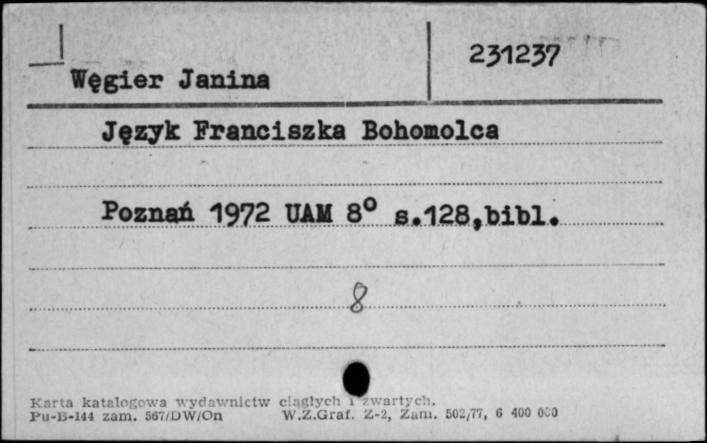 231237
Węgier Janina
Język Franciszka Bohomolca
Poznań 1972 UAM 8° s.128,bibl.
8
Karta katalogowa wydawnictw ciągłych i zwartych.
Pu-B-144 zam. 567/DW/On W.Z.Graf. Z-2, Zam. 502/77, 6 400 000